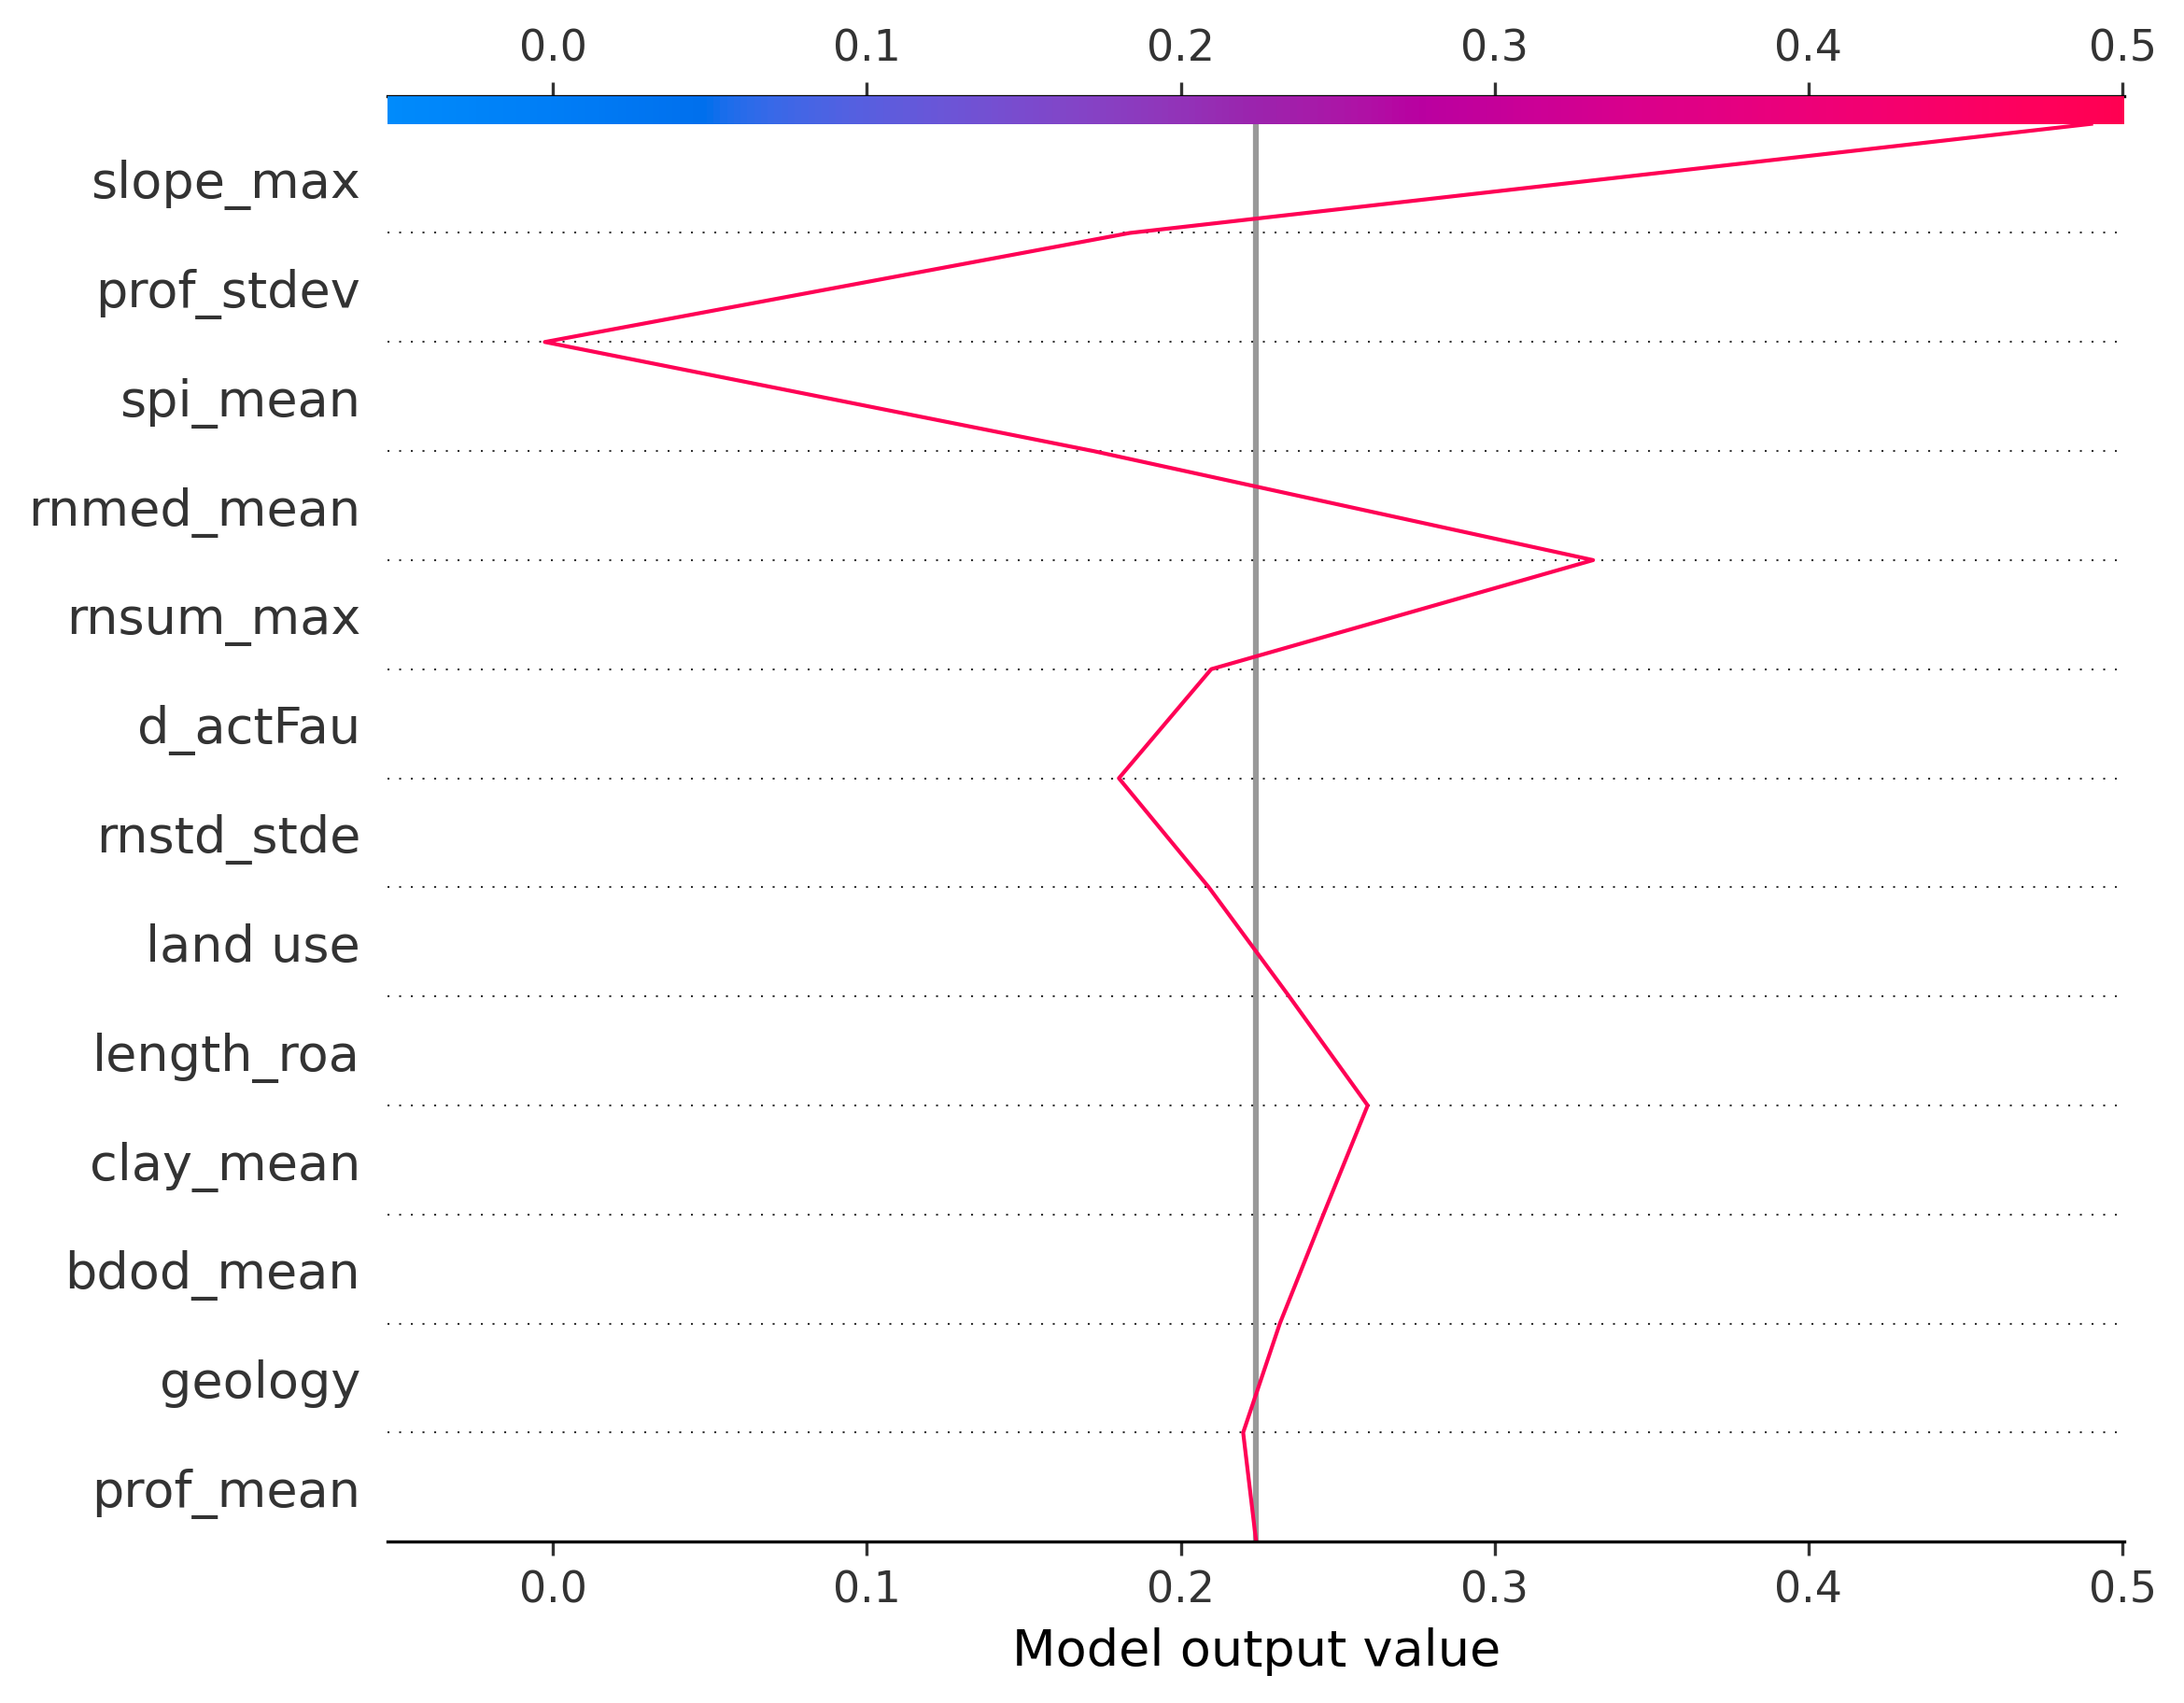 0.0 0.1 0.2 0.3 0.4 0.5
slope_max
prof_stdev
spi_mean
rnmed_mean
rnsum_max
d_actFau
rnstd_stde
land use
length_roa
clay_mean
bdod_mean
geology
prof_mean
0.0 0.1 0.2 0.3 0.4 0.5
Model output value